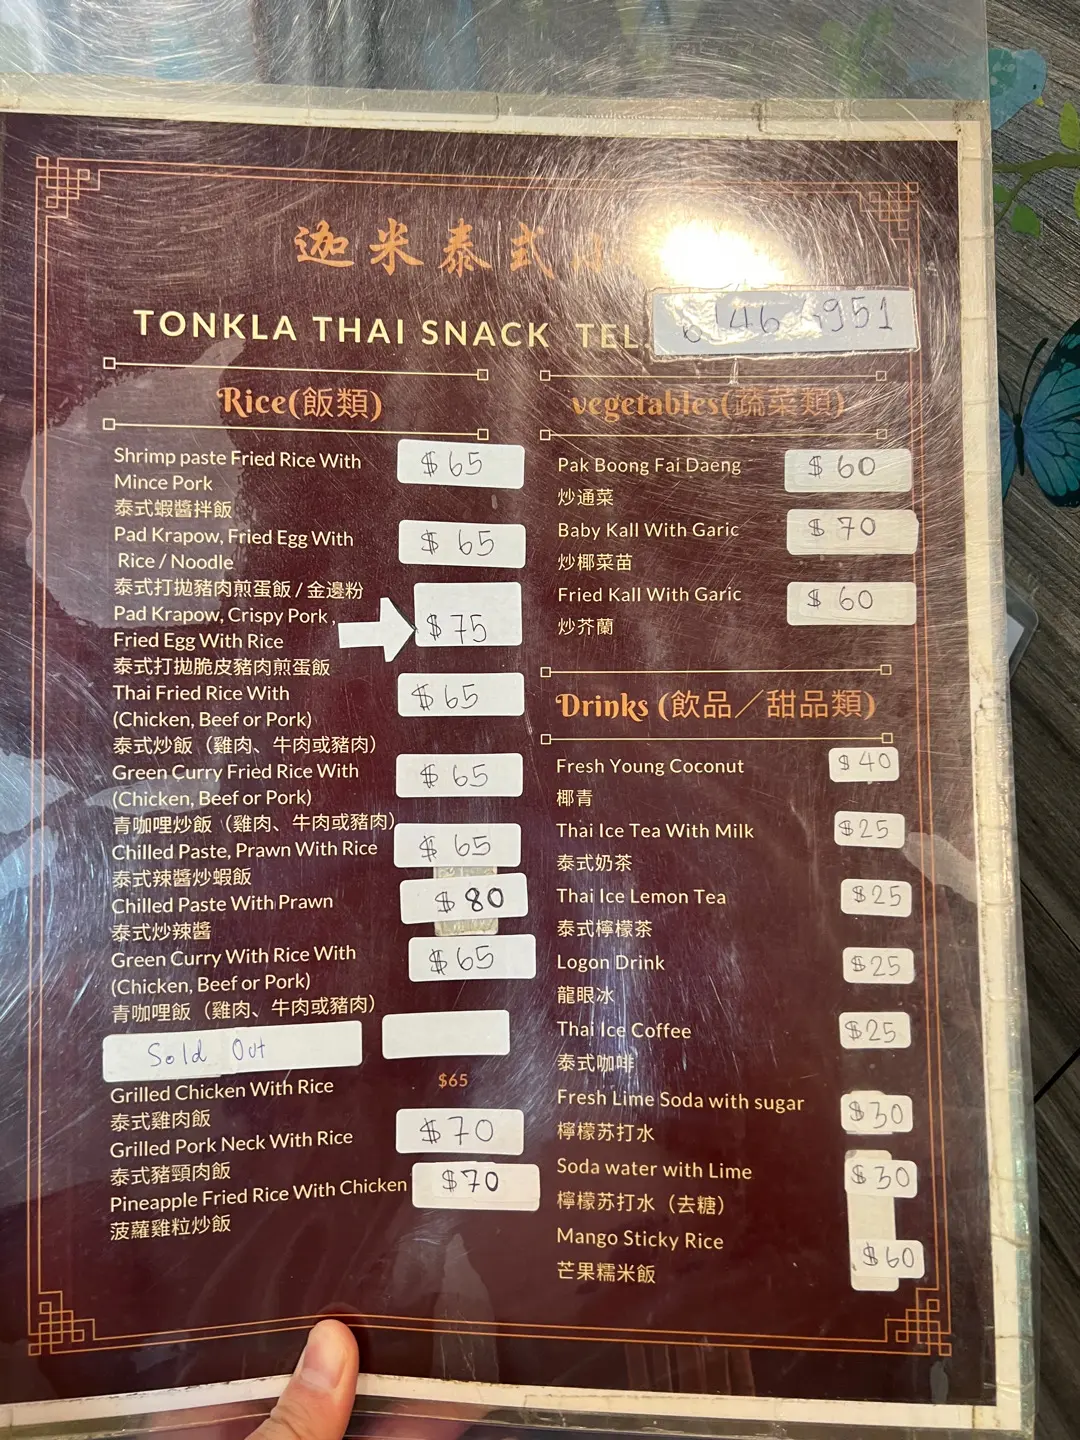 迦米泰式
TONKLA THAI SNACK TEL.
Rice(飯類)
Shrimp paste Fried Rice With $65
Mince Pork
泰式蝦醬拌飯
Pad Krapow, Fried Egg With $65
Rice / Noodle
泰式打拋豬肉煎蛋飯 / 金邊粉
Pad Krapow, Crispy Pork, $75
Fried Egg With Rice
泰式打拋脆皮豬肉煎蛋飯
Thai Fried Rice With $65
(Chicken, Beef or Pork)
泰式炒飯（雞肉、牛肉或豬肉）
Green Curry Fried Rice With $65
(Chicken, Beef or Pork)
青咖哩炒飯（雞肉、牛肉或豬肉）
Chilled Paste, Prawn With Rice $65
泰式辣醬炒蝦飯
Chilled Paste With Prawn $80
泰式炒辣醬
Green Curry With Rice With $65
(Chicken, Beef or Pork)
青咖哩飯（雞肉、牛肉或豬肉）
Sold Out
Grilled Chicken With Rice $65
泰式雞肉飯
Grilled Pork Neck With Rice $70
泰式豬頸肉飯
Pineapple Fried Rice With Chicken $70
菠蘿雞粒炒飯
vegetables(蔬菜類)
Pak Boong Fai Daeng $60
炒通菜
Baby Kall With Garic $70
炒椰菜苗
Fried Kall With Garic $60
炒芥蘭
Drinks (飲品／甜品類)
Fresh Young Coconut $40
椰青
Thai Ice Tea With Milk $25
泰式奶茶
Thai Ice Lemon Tea $25
泰式檸檬茶
Logon Drink $25
龍眼冰
Thai Ice Coffee $25
泰式咖啡
Fresh Lime Soda with sugar $30
檸檬苏打水
Soda water with Lime $30
檸檬苏打水（去糖）
Mango Sticky Rice $60
芒果糯米飯